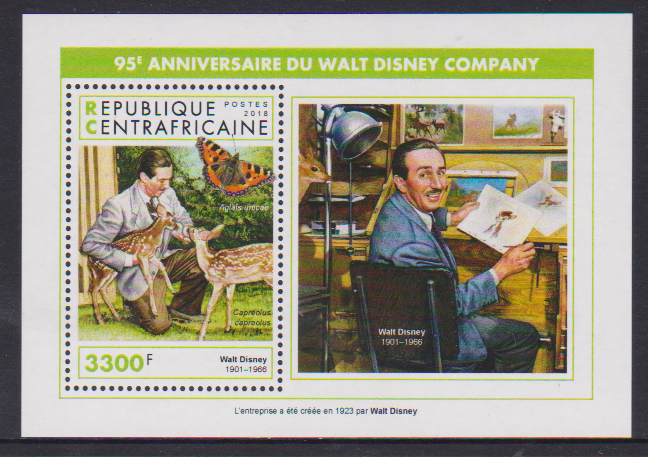 95E ANNIVERSAIRE DU WALT DISNEY COMPANY
REPUBLIQUE
CENTRAFRICAINE
POSTES
2018
Aglais urticae
Capreolus
capreolus
3300F
Walt Disney
1901–1966
Walt Disney
1901–1966
L'entreprise a été créée en 1923 par Walt Disney